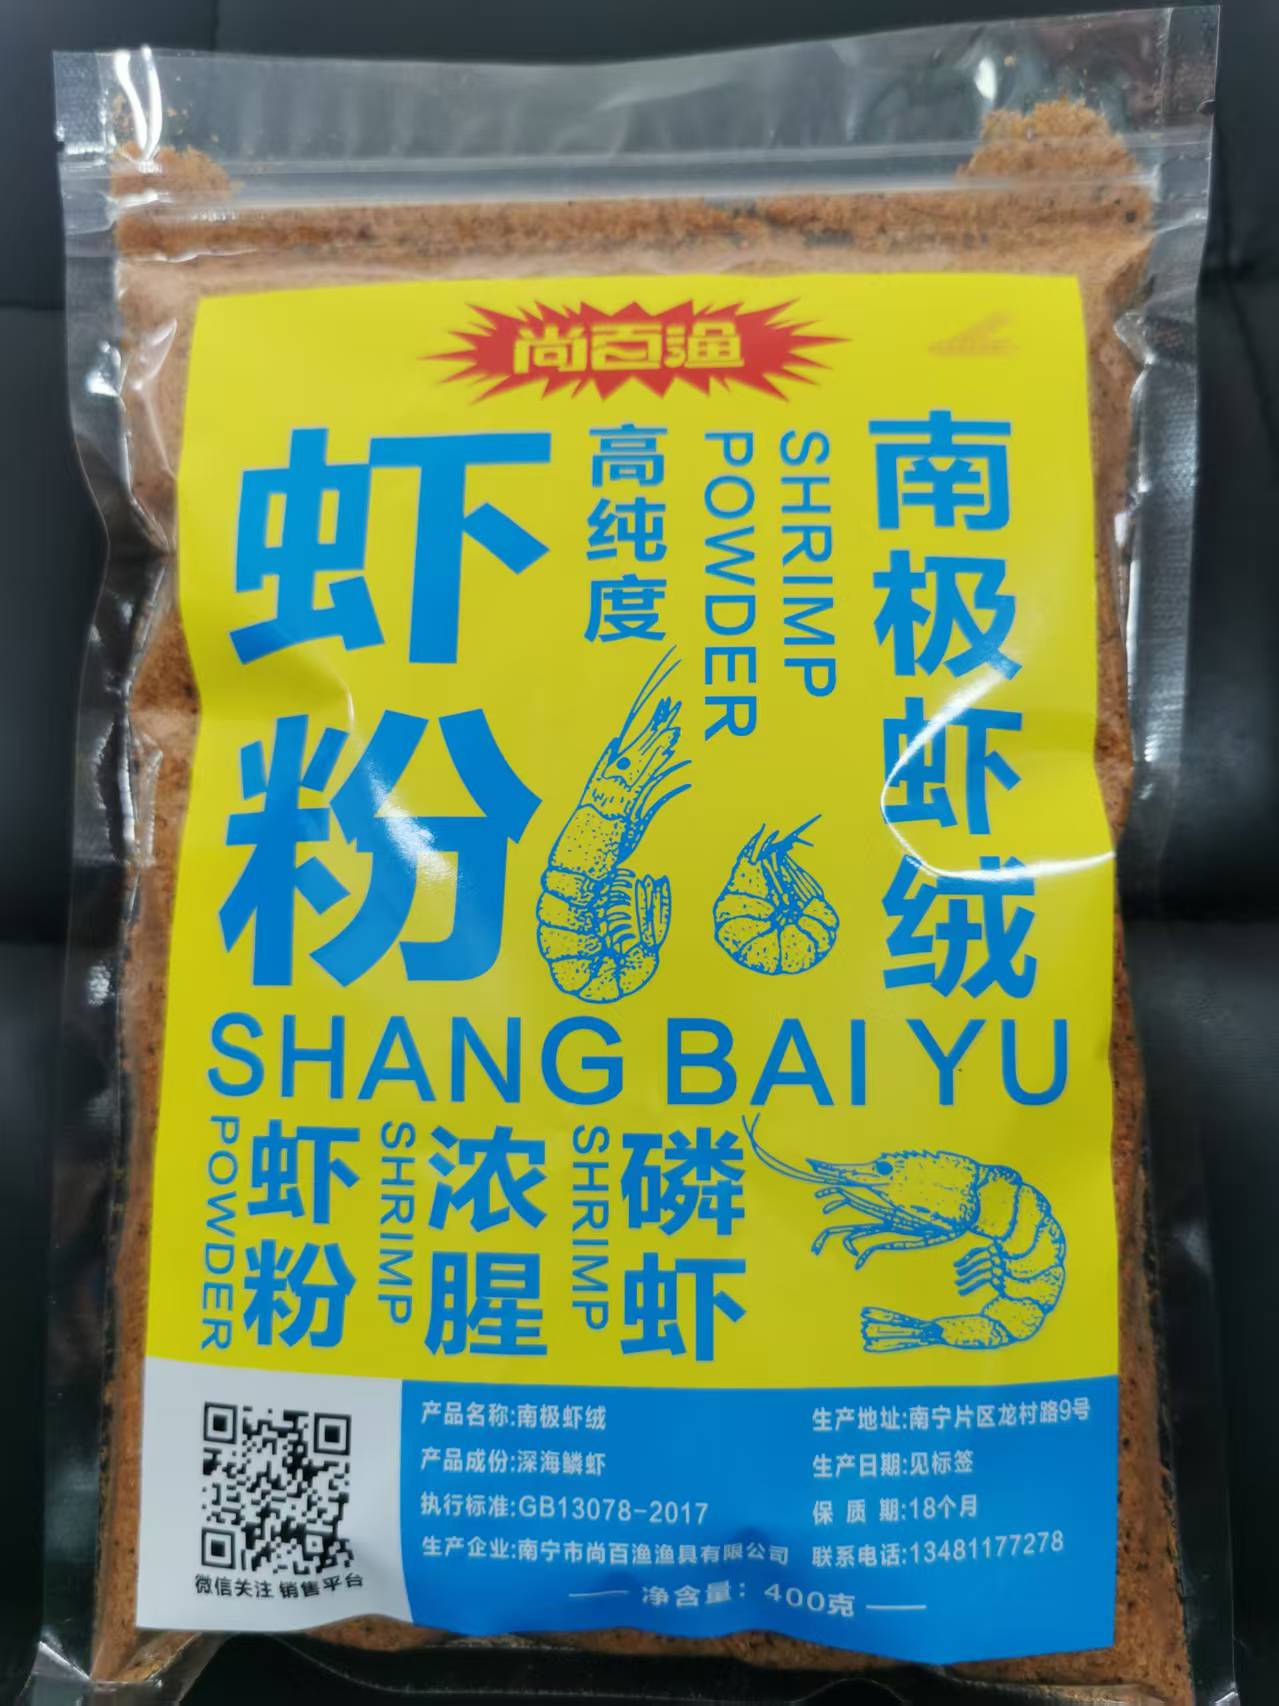 尚百渔
虾粉
高纯度
SHRIMP
POWDER
南极虾绒
SHANG BAI YU
POWDER
虾粉
SHRIMP
浓腥
SHRIMP
磷虾
产品名称:南极虾绒
产品成份:深海鳞虾
执行标准:GB13078-2017
生产企业:南宁市尚百渔渔具有限公司
生产地址:南宁片区龙村路9号
生产日期:见标签
保 质 期:18个月
联系电话:13481177278
净含量: 400克
微信关注 销售平台